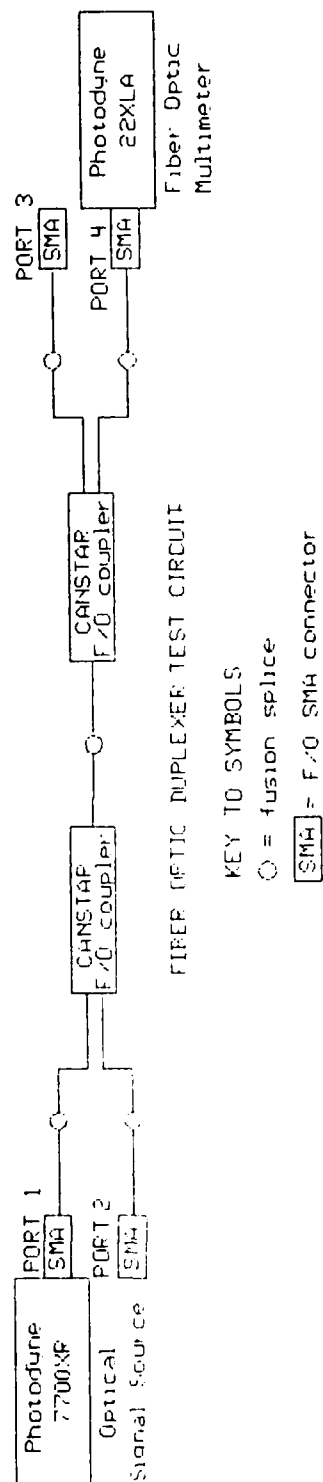 Photodyne
7700XR
Optical
Signal Source
PORT 1
SMA
PORT 2
SMA
CANSTAR
F/O coupler
CANSTAR
F/O coupler
PORT 3
SMA
PORT 4
SMA
Photodyne
22XLA
Fiber Optic
Multimeter
FIBER OPTIC DUPLEXER TEST CIRCUIT
KEY TO SYMBOLS
O = fusion splice
SMA = F/O SMA connector